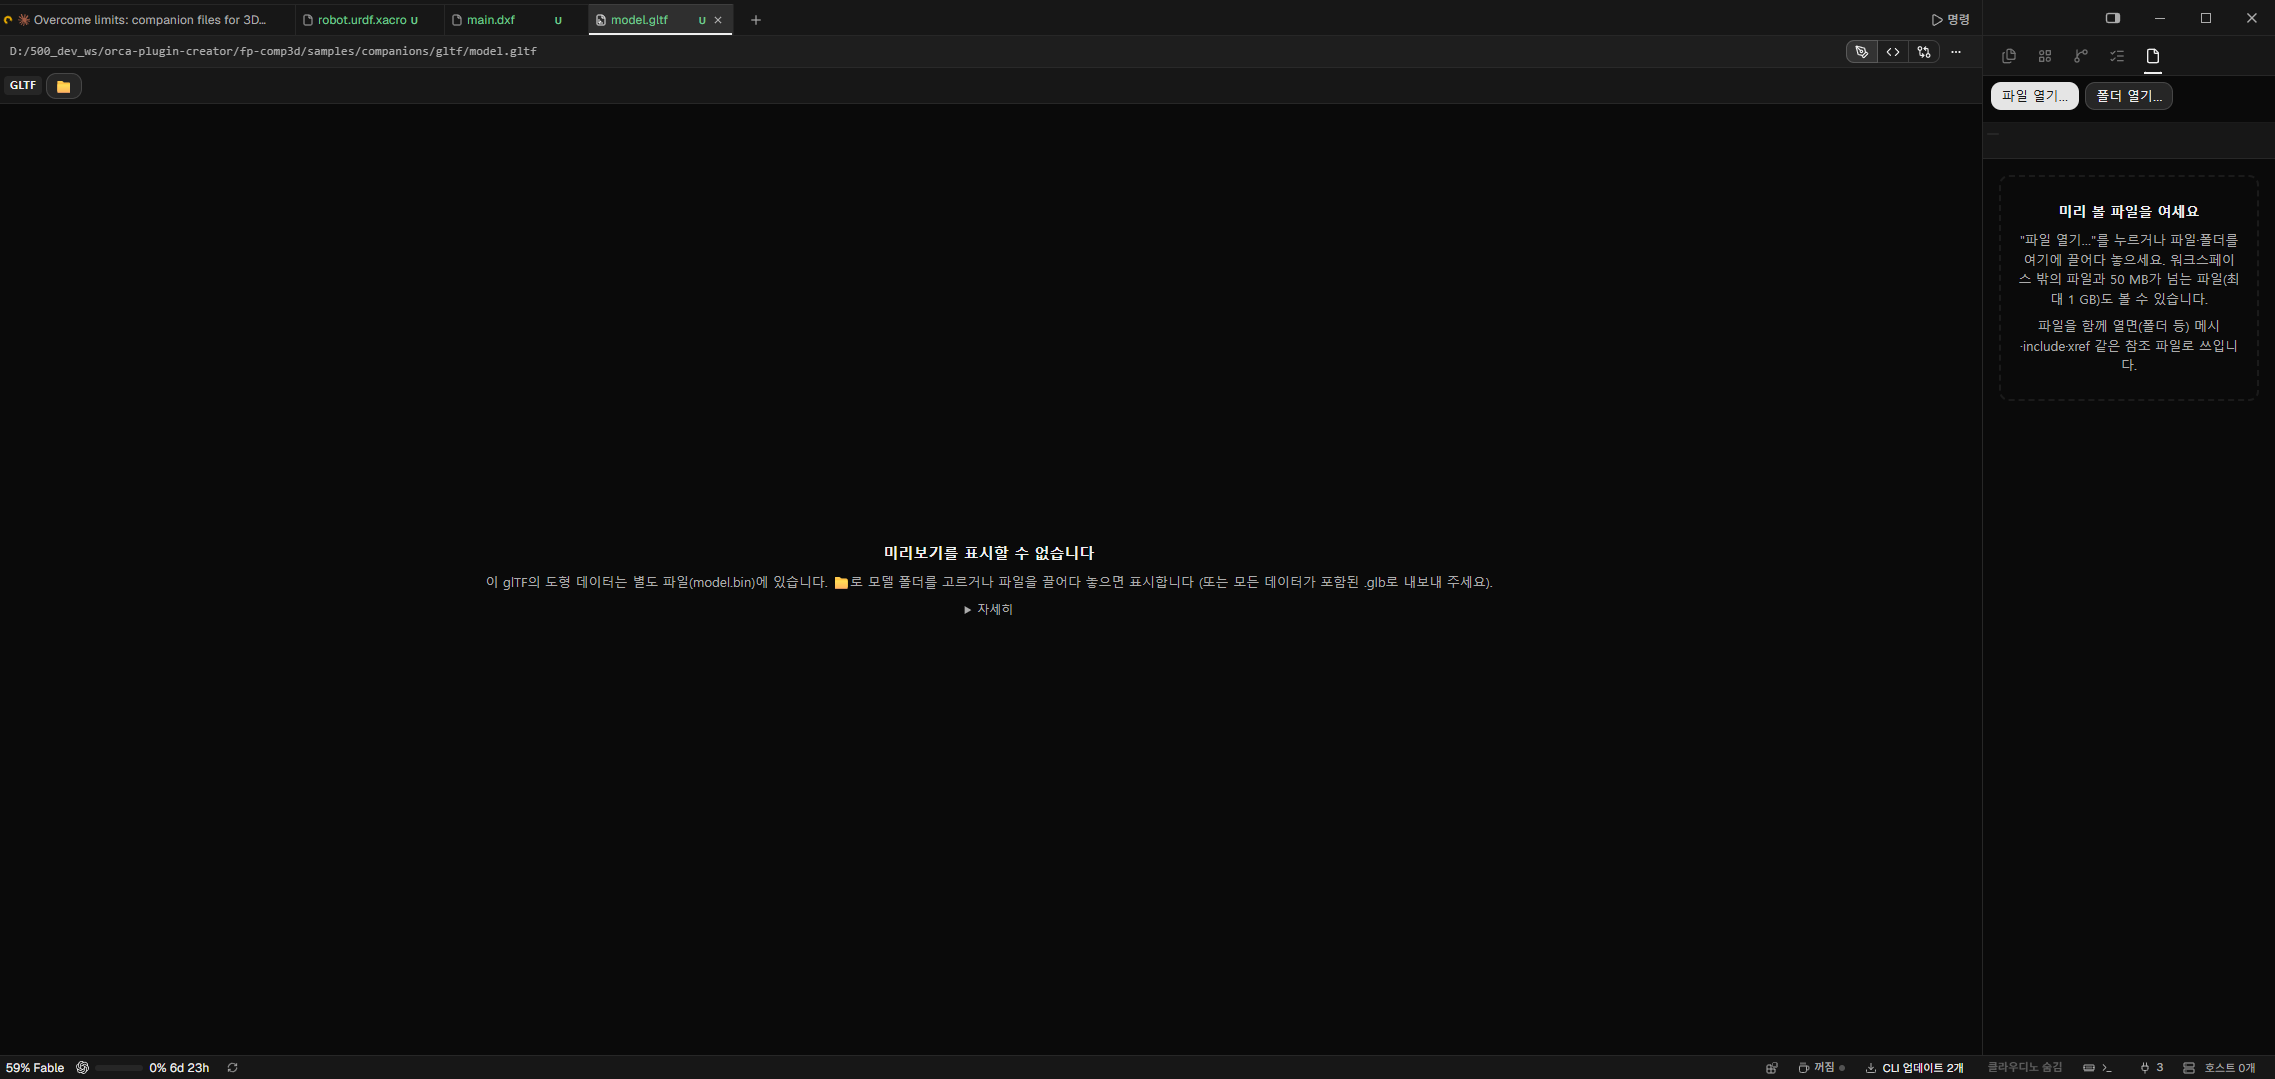 Overcome limits: companion files for 3D...
robot.urdf.xacro U
main.dxf U
model.gltf U
명령
D:/500_dev_ws/orca-plugin-creator/fp-comp3d/samples/companions/gltf/model.gltf
GLTF
파일 열기...
폴더 열기...
미리 볼 파일을 여세요
"파일 열기..."를 누르거나 파일·폴더를
여기에 끌어다 놓으세요. 워크스페이
스 밖의 파일과 50 MB가 넘는 파일(최
대 1 GB)도 볼 수 있습니다.
파일을 함께 열면(폴더 등) 메시
·include·xref 같은 참조 파일로 쓰입니
다.
미리보기를 표시할 수 없습니다
이 glTF의 도형 데이터는 별도 파일(model.bin)에 있습니다. 📁로 모델 폴더를 고르거나 파일을 끌어다 놓으면 표시합니다 (또는 모든 데이터가 포함된 .glb로 내보내 주세요).
▶ 자세히
59% Fable
0% 6d 23h
꺼짐
CLI 업데이트 2개
클라우디노 숨김
3
호스트 0개